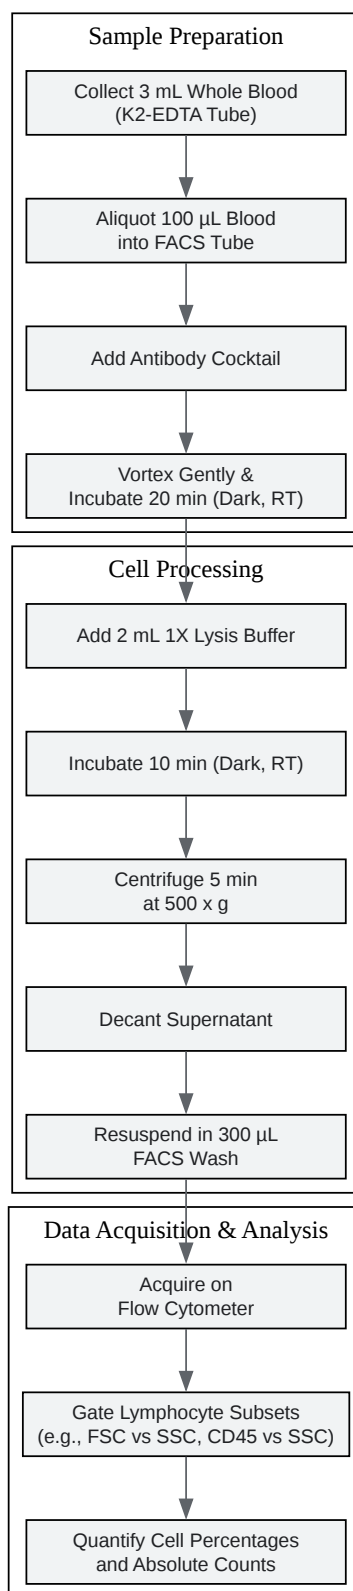 Sample Preparation
Collect 3 mL Whole Blood
(K2-EDTA Tube)
Aliquot 100 µL Blood
into FACS Tube
Add Antibody Cocktail
Vortex Gently &
Incubate 20 min (Dark, RT)
Cell Processing
Add 2 mL 1X Lysis Buffer
Incubate 10 min (Dark, RT)
Centrifuge 5 min
at 500 x g
Decant Supernatant
Resuspend in 300 µL
FACS Wash
Data Acquisition & Analysis
Acquire on
Flow Cytometer
Gate Lymphocyte Subsets
(e.g., FSC vs SSC, CD45 vs SSC)
Quantify Cell Percentages
and Absolute Counts